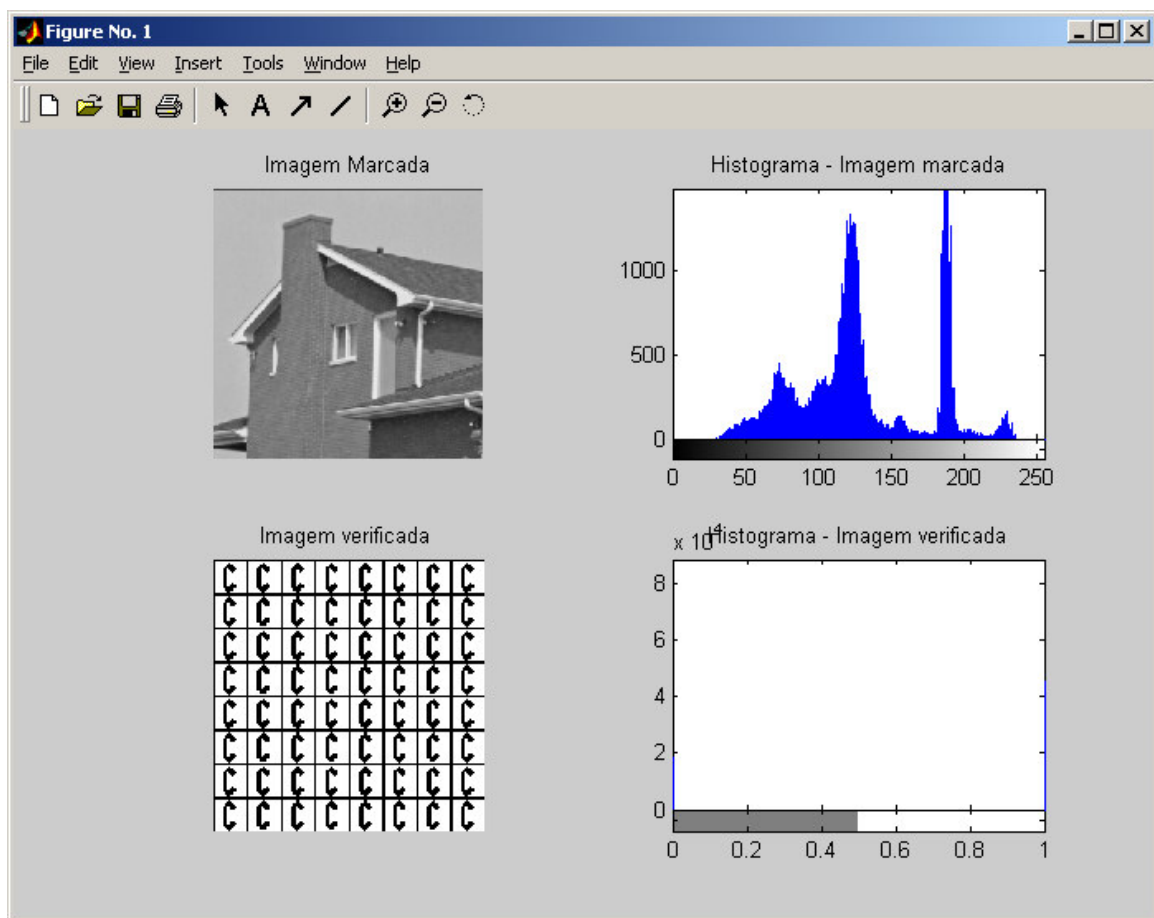 Figure No. 1
File Edit View Insert Tools Window Help
A
Imagem Marcada
Histograma - Imagem marcada
1000
500
0
0 50 100 150 200 250
Imagem verificada
x 10^4
Histograma - Imagem verificada
C C C C C C C C
C C C C C C C C
C C C C C C C C
C C C C C C C C
C C C C C C C C
C C C C C C C C
C C C C C C C C
C C C C C C C C
8
6
4
2
0
0 0.2 0.4 0.6 0.8 1